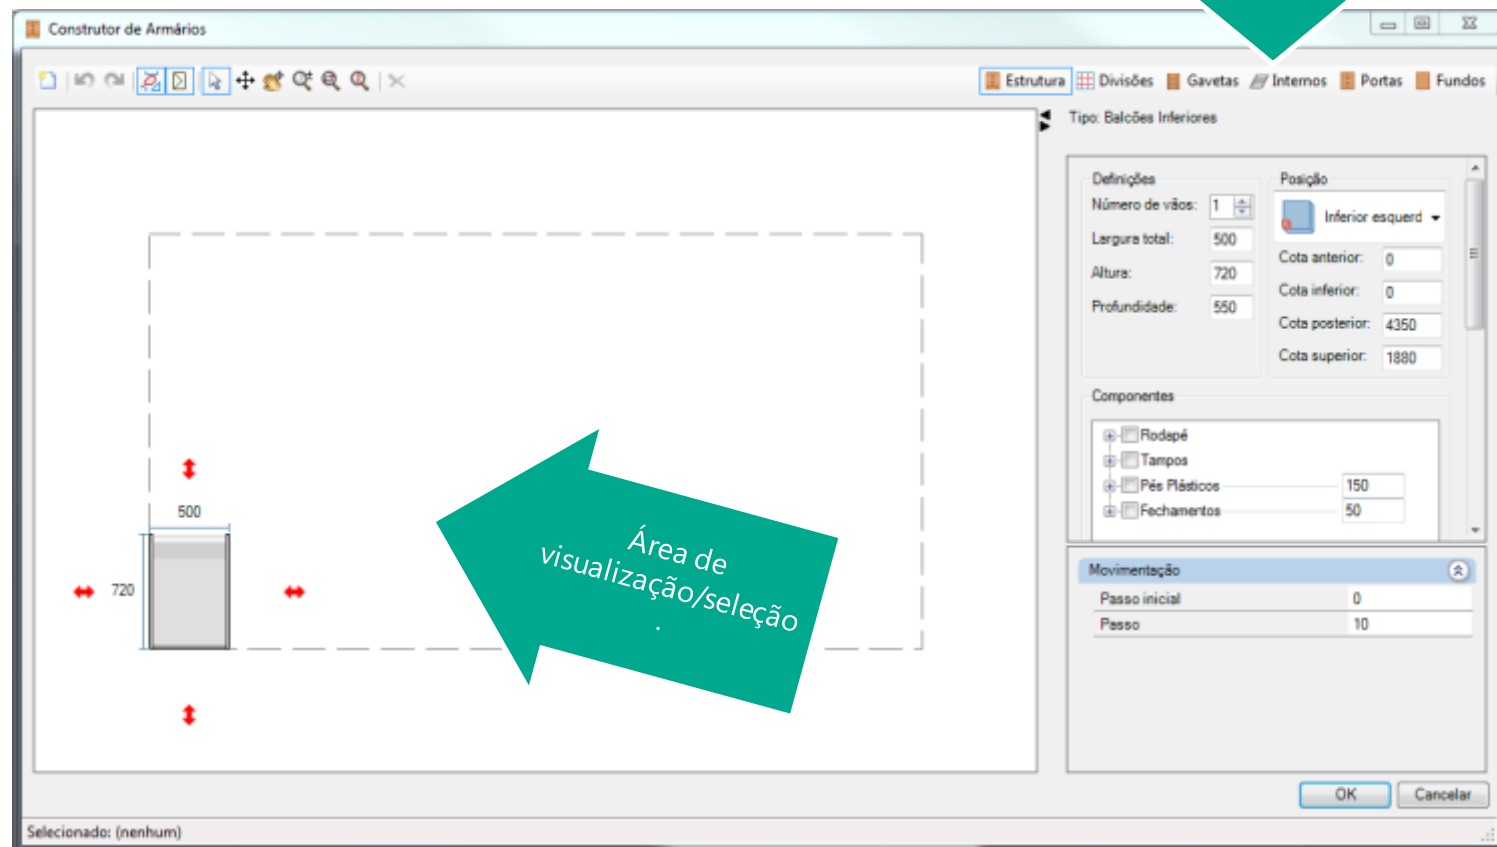 Construtor de Armários
Estrutura Divisões Gavetas Internos Portas Fundos
Tipo: Balcões Inferiores
Definições
Número de vãos: 1
Largura total: 500
Altura: 720
Profundidade: 550
Posição
Inferior esquerd
Cota anterior: 0
Cota inferior: 0
Cota posterior: 4350
Cota superior: 1880
Componentes
Rodapé
Tampos
Pés Plásticos 150
Fechamentos 50
500
720
Área de
visualização/seleção
.
Movimentação
Passo inicial 0
Passo 10
OK Cancelar
Selecionado: (nenhum)